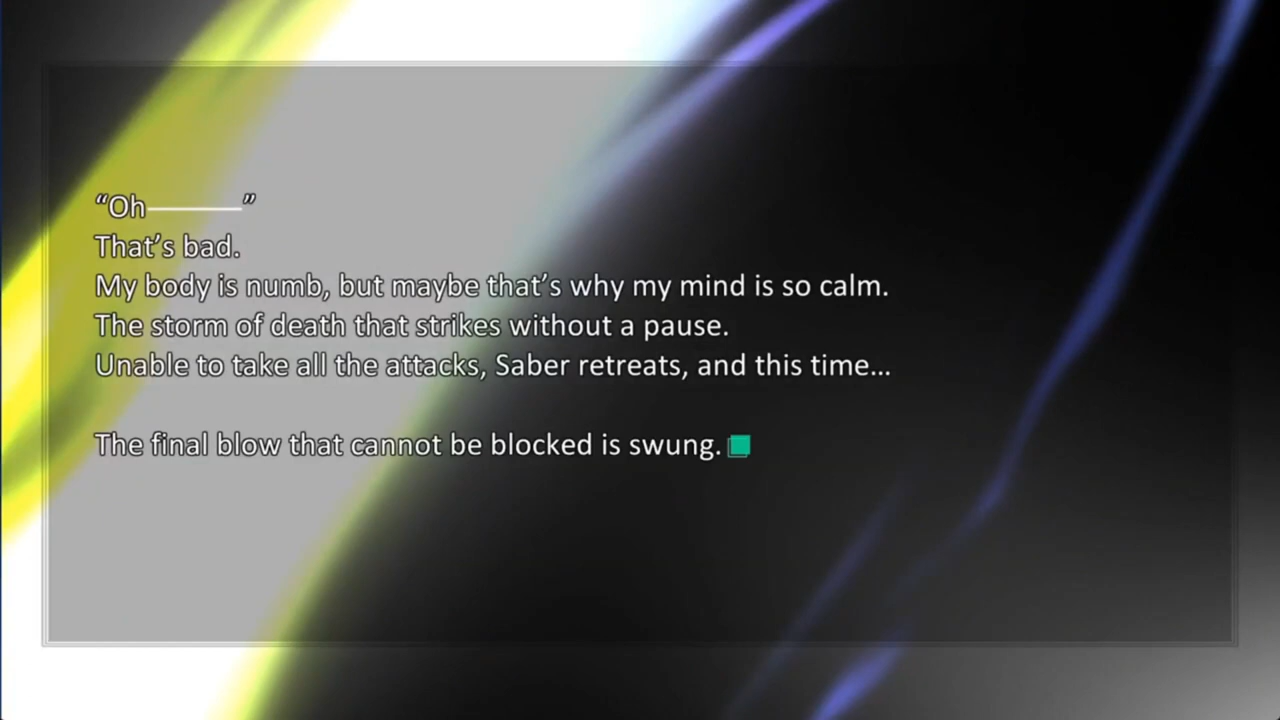 “Oh————”
That’s bad.
My body is numb, but maybe that’s why my mind is so calm.
The storm of death that strikes without a pause.
Unable to take all the attacks, Saber retreats, and this time…
The final blow that cannot be blocked is swung.